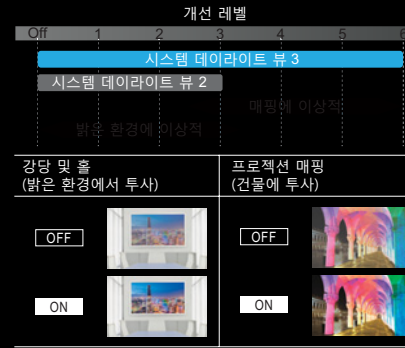 개선 레벨
Off 1 2 3 4 5 6
시스템 데이라이트 뷰 3
시스템 데이라이트 뷰 2
매핑에 이상적
밝은 환경에 이상적
강당 및 홀
(밝은 환경에서 투사)
프로젝션 매핑
(건물에 투사)
OFF
OFF
ON
ON